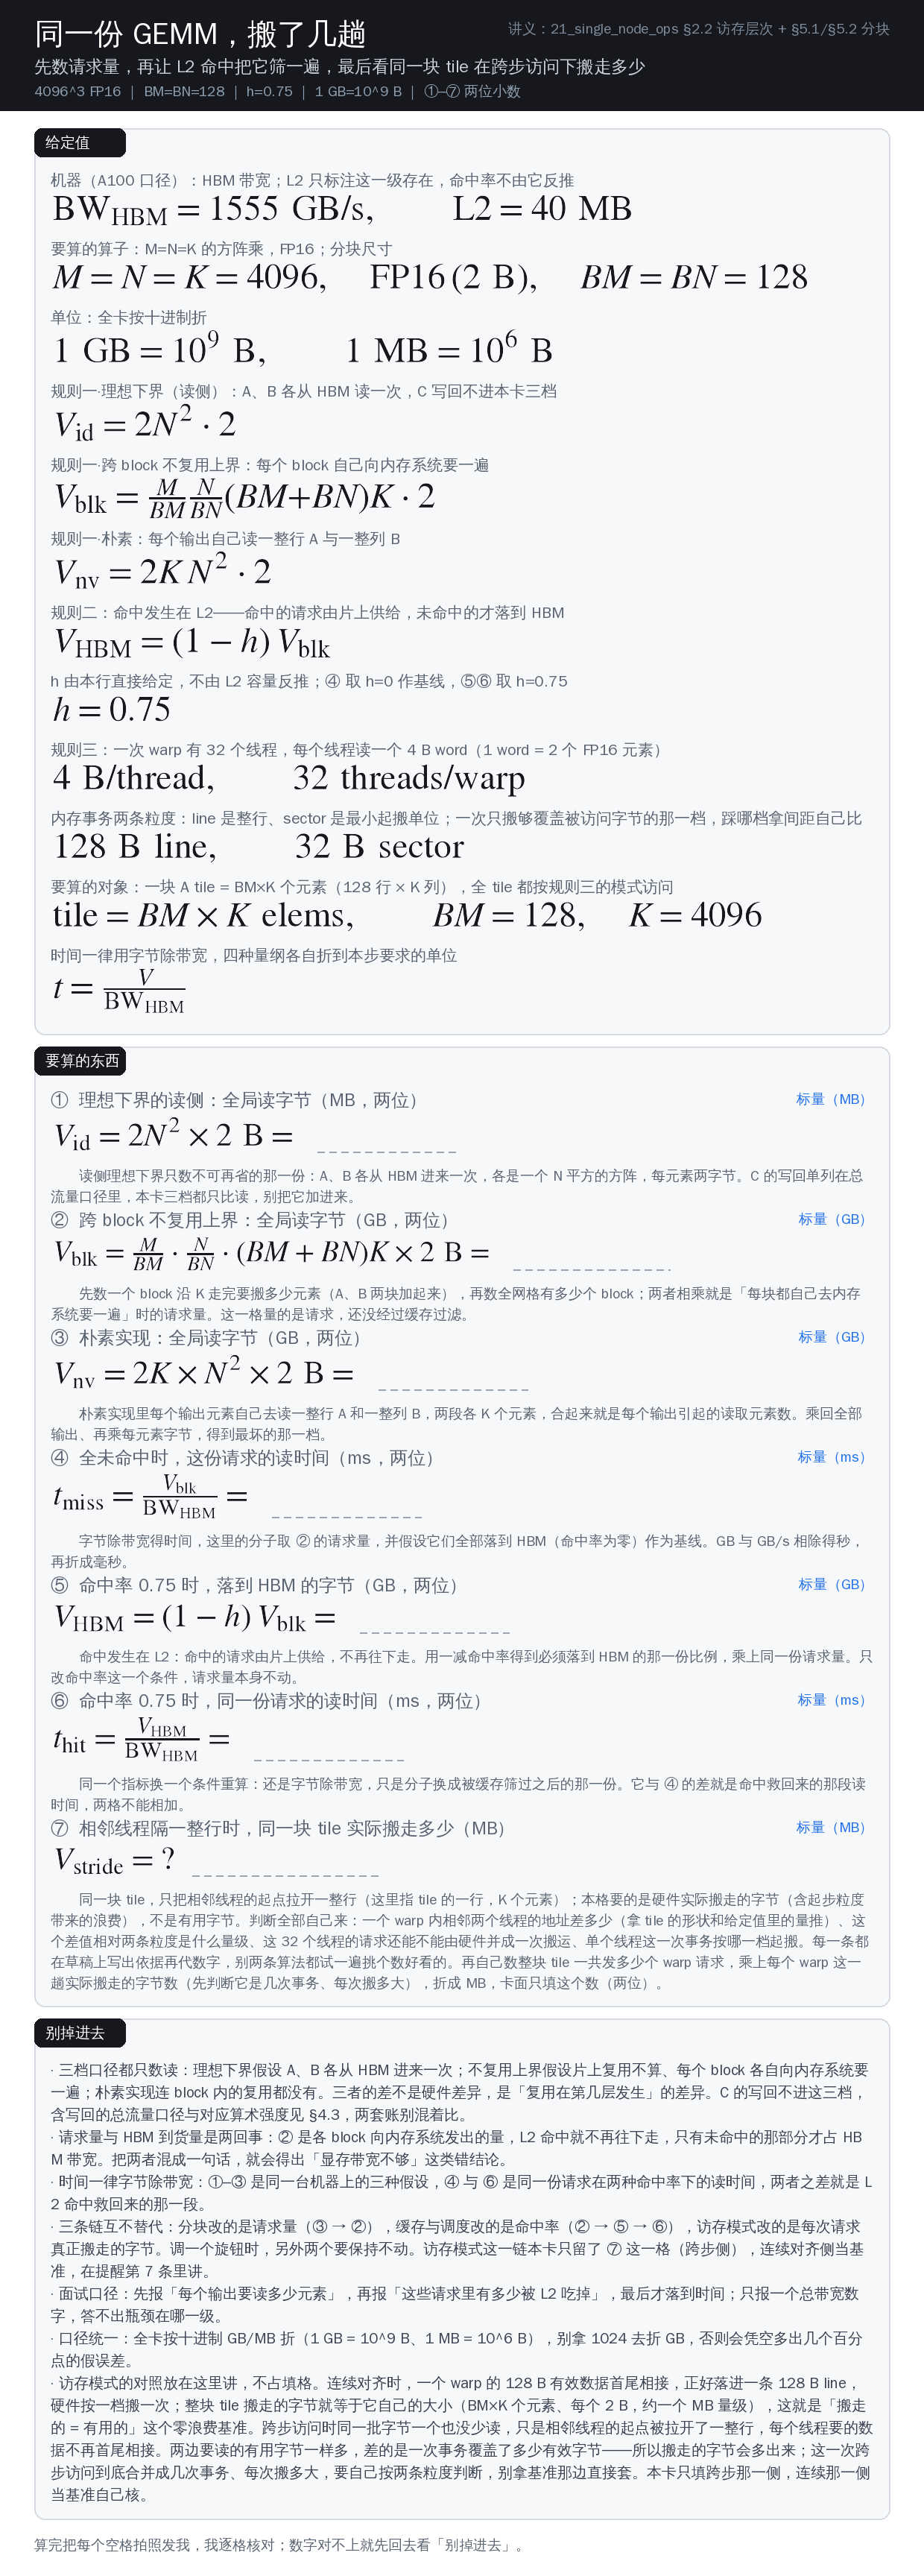 同一份 GEMM，搬了几趟
讲义：21_single_node_ops §2.2 访存层次 + §5.1/§5.2 分块
先数请求量，再让 L2 命中把它筛一遍，最后看同一块 tile 在跨步访问下搬走多少
4096^3 FP16 ｜ BM=BN=128 ｜ h=0.75 ｜ 1 GB=10^9 B ｜ ①–⑦ 两位小数
给定值
机器（A100 口径）：HBM 带宽；L2 只标注这一级存在，命中率不由它反推
BW_HBM = 1555 GB/s,   L2 = 40 MB
要算的算子：M=N=K 的方阵乘，FP16；分块尺寸
M = N = K = 4096,   FP16 (2 B),   BM = BN = 128
单位：全卡按十进制折
1 GB = 10^9 B,   1 MB = 10^6 B
规则一·理想下界（读侧）：A、B 各从 HBM 读一次，C 写回不进本卡三档
V_id = 2N^2 · 2
规则一·跨 block 不复用上界：每个 block 自己向内存系统要一遍
V_blk = M/BM N/BN (BM+BN)K · 2
规则一·朴素：每个输出自己读一整行 A 与一整列 B
V_nv = 2K N^2 · 2
规则二：命中发生在 L2——命中的请求由片上供给，未命中的才落到 HBM
V_HBM = (1 − h) V_blk
h 由本行直接给定，不由 L2 容量反推；④ 取 h=0 作基线，⑤⑥ 取 h=0.75
h = 0.75
规则三：一次 warp 有 32 个线程，每个线程读一个 4 B word（1 word = 2 个 FP16 元素）
4 B/thread,   32 threads/warp
内存事务两条粒度：line 是整行、sector 是最小起搬单位；一次只搬够覆盖被访问字节的那一档，踩哪档拿间距自己比
128 B line,   32 B sector
要算的对象：一块 A tile = BM×K 个元素（128 行 × K 列），全 tile 都按规则三的模式访问
tile = BM × K elems,   BM = 128,   K = 4096
时间一律用字节除带宽，四种量纲各自折到本步要求的单位
t = V/BW_HBM
要算的东西
① 理想下界的读侧：全局读字节（MB，两位）
标量（MB）
V_id = 2N^2 × 2 B =
读侧理想下界只数不可再省的那一份：A、B 各从 HBM 进来一次，各是一个 N 平方的方阵，每元素两字节。C 的写回单列在总
流量口径里，本卡三档都只比读，别把它加进来。
② 跨 block 不复用上界：全局读字节（GB，两位）
标量（GB）
V_blk = M/BM · N/BN · (BM + BN)K × 2 B =
先数一个 block 沿 K 走完要搬多少元素（A、B 两块加起来），再数全网格有多少个 block；两者相乘就是「每块都自己去内存
系统要一遍」时的请求量。这一格量的是请求，还没经过缓存过滤。
③ 朴素实现：全局读字节（GB，两位）
标量（GB）
V_nv = 2K × N^2 × 2 B =
朴素实现里每个输出元素自己去读一整行 A 和一整列 B，两段各 K 个元素，合起来就是每个输出引起的读取元素数。乘回全部
输出、再乘每元素字节，得到最坏的那一档。
④ 全未命中时，这份请求的读时间（ms，两位）
标量（ms）
t_miss = V_blk/BW_HBM =
字节除带宽得时间，这里的分子取 ② 的请求量，并假设它们全部落到 HBM（命中率为零）作为基线。GB 与 GB/s 相除得秒，
再折成毫秒。
⑤ 命中率 0.75 时，落到 HBM 的字节（GB，两位）
标量（GB）
V_HBM = (1 − h) V_blk =
命中发生在 L2：命中的请求由片上供给，不再往下走。用一减命中率得到必须落到 HBM 的那一份比例，乘上同一份请求量。只
改命中率这一个条件，请求量本身不动。
⑥ 命中率 0.75 时，同一份请求的读时间（ms，两位）
标量（ms）
t_hit = V_HBM/BW_HBM =
同一个指标换一个条件重算：还是字节除带宽，只是分子换成被缓存筛过之后的那一份。它与 ④ 的差就是命中救回来的那段读
时间，两格不能相加。
⑦ 相邻线程隔一整行时，同一块 tile 实际搬走多少（MB）
标量（MB）
V_stride = ?
同一块 tile，只把相邻线程的起点拉开一整行（这里指 tile 的一行，K 个元素）；本格要的是硬件实际搬走的字节（含起步粒度
带来的浪费），不是有用字节。判断全部自己来：一个 warp 内相邻两个线程的地址差多少（拿 tile 的形状和给定值里的量推）、这
个差值相对两条粒度是什么量级、这 32 个线程的请求还能不能由硬件并成一次搬运、单个线程这一次事务按哪一档起搬。每一条都
在草稿上写出依据再代数字，别两条算法都试一遍挑个数好看的。再自己数整块 tile 一共发多少个 warp 请求，乘上每个 warp 这一
趟实际搬走的字节数（先判断它是几次事务、每次搬多大），折成 MB，卡面只填这个数（两位）。
别掉进去
· 三档口径都只数读：理想下界假设 A、B 各从 HBM 进来一次；不复用上界假设片上复用不算、每个 block 各自向内存系统要
一遍；朴素实现连 block 内的复用都没有。三者的差不是硬件差异，是「复用在第几层发生」的差异。C 的写回不进这三档，
含写回的总流量口径与对应算术强度见 §4.3，两套账别混着比。
· 请求量与 HBM 到货量是两回事：② 是各 block 向内存系统发出的量，L2 命中就不再往下走，只有未命中的那部分才占 HB
M 带宽。把两者混成一句话，就会得出「显存带宽不够」这类错结论。
· 时间一律字节除带宽：①–③ 是同一台机器上的三种假设，④ 与 ⑥ 是同一份请求在两种命中率下的读时间，两者之差就是 L
2 命中救回来的那一段。
· 三条链互不替代：分块改的是请求量（③ → ②），缓存与调度改的是命中率（② → ⑤ → ⑥），访存模式改的是每次请求
真正搬走的字节。调一个旋钮时，另外两个要保持不动。访存模式这一链本卡只留了 ⑦ 这一格（跨步侧），连续对齐侧当基
准，在提醒第 7 条里讲。
· 面试口径：先报「每个输出要读多少元素」，再报「这些请求里有多少被 L2 吃掉」，最后才落到时间；只报一个总带宽数
字，答不出瓶颈在哪一级。
· 口径统一：全卡按十进制 GB/MB 折（1 GB = 10^9 B、1 MB = 10^6 B），别拿 1024 去折 GB，否则会凭空多出几个百分
点的假误差。
· 访存模式的对照放在这里讲，不占填格。连续对齐时，一个 warp 的 128 B 有效数据首尾相接，正好落进一条 128 B line，
硬件按一档搬一次；整块 tile 搬走的字节就等于它自己的大小（BM×K 个元素、每个 2 B，约一个 MB 量级），这就是「搬走
的 = 有用的」这个零浪费基准。跨步访问时同一批字节一个也没少读，只是相邻线程的起点被拉开了一整行，每个线程要的数
据不再首尾相接。两边要读的有用字节一样多，差的是一次事务覆盖了多少有效字节——所以搬走的字节会多出来；这一次跨
步访问到底合并成几次事务、每次搬多大，要自己按两条粒度判断，别拿基准那边直接套。本卡只填跨步那一侧，连续那一侧
当基准自己核。
算完把每个空格拍照发我，我逐格核对；数字对不上就先回去看「别掉进去」。